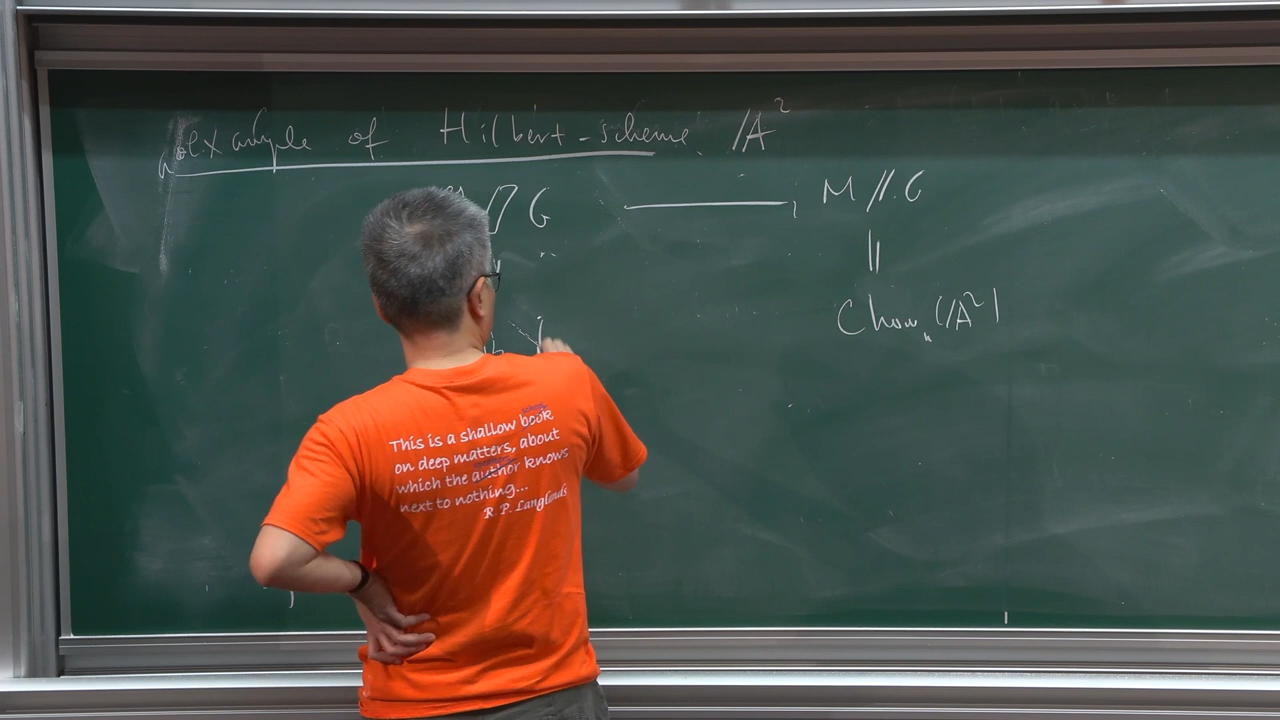 example of Hilbert-scheme /A²
G
M//G
||
Chow_n(/A²)
This is a shallow book
on deep matters, about
which the author knows
next to nothing...
R. P. Langlands